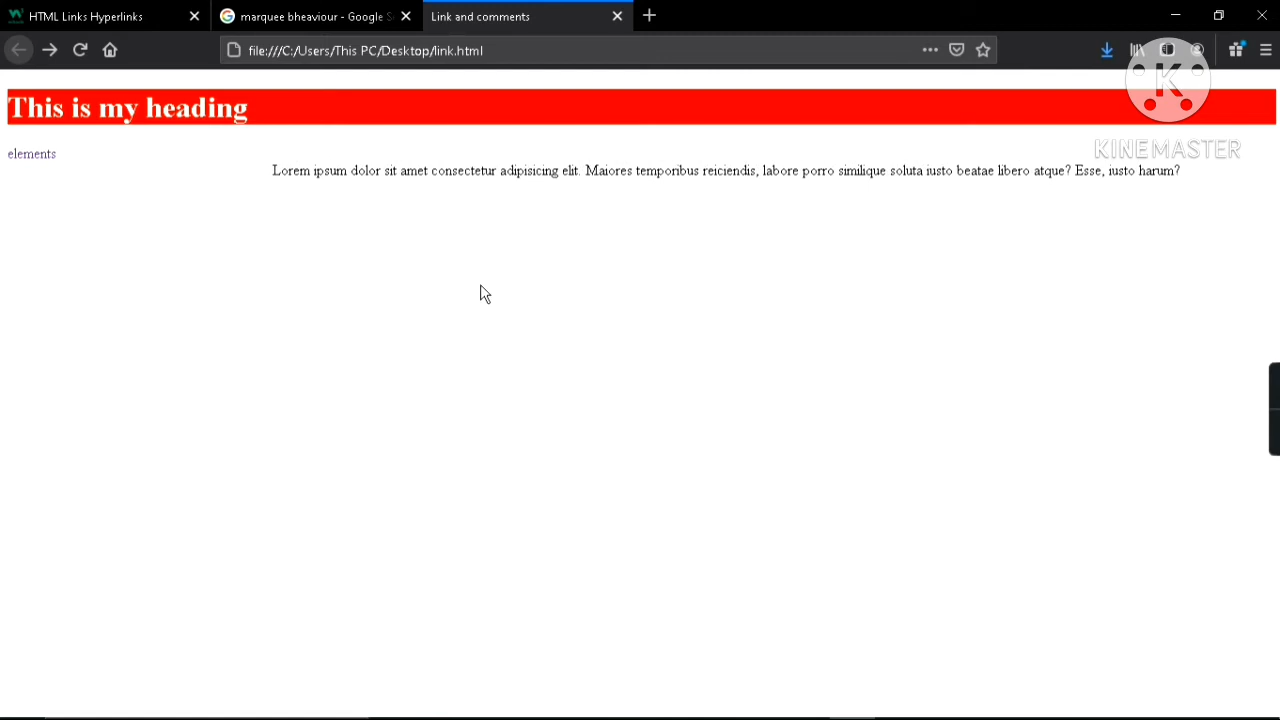 HTML Links Hyperlinks
marquee bheaviour - Google S
Link and comments
file:///C:/Users/This PC/Desktop/link.html
K
KINEMASTER
This is my heading
elements
Lorem ipsum dolor sit amet consectetur adipisicing elit. Maiores temporibus reiciendis, labore porro similique soluta iusto beatae libero atque? Esse, iusto harum?